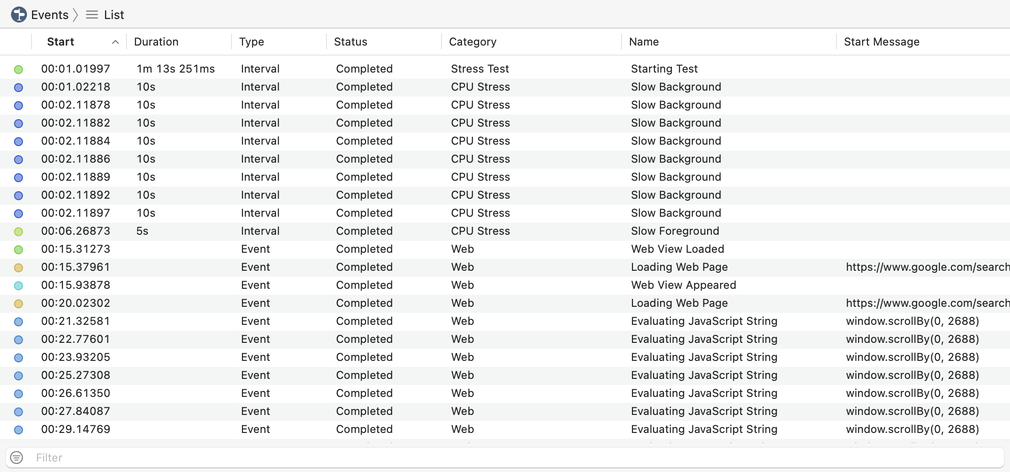 Events List
Start Duration Type Status Category Name Start Message
00:01.01997 1m 13s 251ms Interval Completed Stress Test Starting Test
00:01.02218 10s Interval Completed CPU Stress Slow Background
00:02.11878 10s Interval Completed CPU Stress Slow Background
00:02.11882 10s Interval Completed CPU Stress Slow Background
00:02.11884 10s Interval Completed CPU Stress Slow Background
00:02.11886 10s Interval Completed CPU Stress Slow Background
00:02.11889 10s Interval Completed CPU Stress Slow Background
00:02.11892 10s Interval Completed CPU Stress Slow Background
00:02.11897 10s Interval Completed CPU Stress Slow Background
00:06.26873 5s Interval Completed CPU Stress Slow Foreground
00:15.31273 Event Completed Web Web View Loaded
00:15.37961 Event Completed Web Loading Web Page https://www.google.com/search
00:15.93878 Event Completed Web Web View Appeared
00:20.02302 Event Completed Web Loading Web Page https://www.google.com/search
00:21.32581 Event Completed Web Evaluating JavaScript String window.scrollBy(0, 2688)
00:22.77601 Event Completed Web Evaluating JavaScript String window.scrollBy(0, 2688)
00:23.93205 Event Completed Web Evaluating JavaScript String window.scrollBy(0, 2688)
00:25.27308 Event Completed Web Evaluating JavaScript String window.scrollBy(0, 2688)
00:26.61350 Event Completed Web Evaluating JavaScript String window.scrollBy(0, 2688)
00:27.84087 Event Completed Web Evaluating JavaScript String window.scrollBy(0, 2688)
00:29.14769 Event Completed Web Evaluating JavaScript String window.scrollBy(0, 2688)
Filter